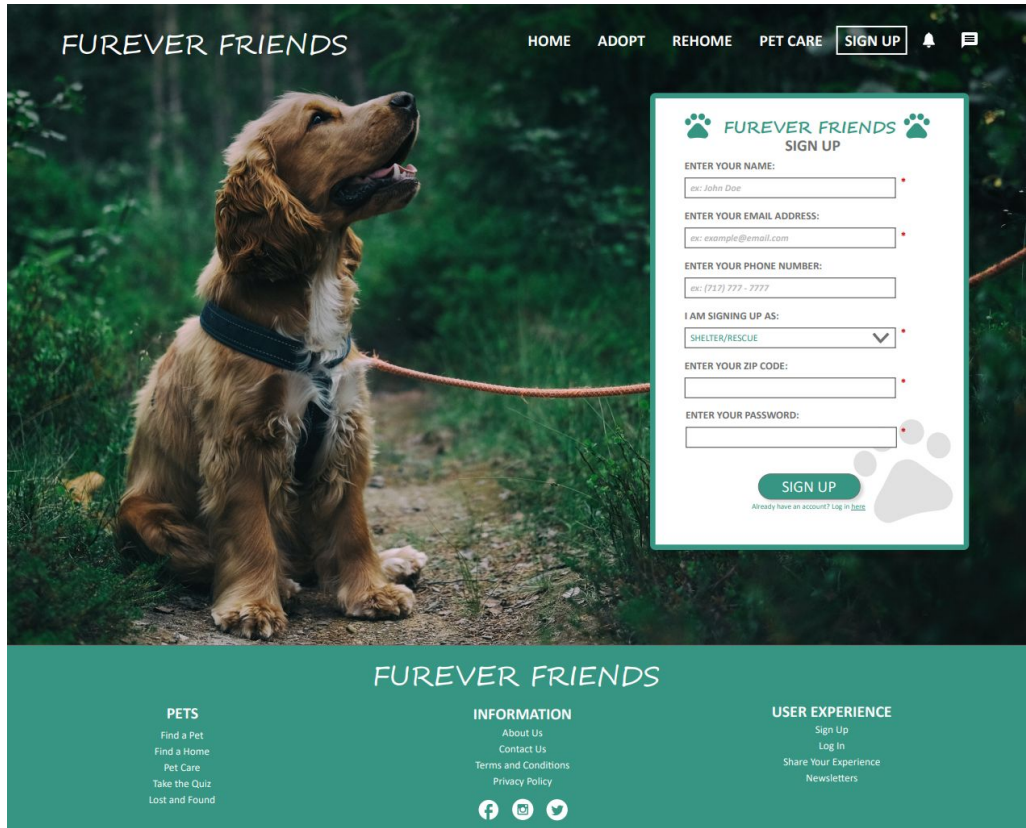 FUREVER FRIENDS
HOME ADOPT REHOME PET CARE SIGN UP
FUREVER FRIENDS
SIGN UP
ENTER YOUR NAME:
ex: John Doe *
ENTER YOUR EMAIL ADDRESS:
ex: example@email.com *
ENTER YOUR PHONE NUMBER:
ex: (717) 777 - 7777
I AM SIGNING UP AS:
SHELTER/RESCUE *
ENTER YOUR ZIP CODE:
*
ENTER YOUR PASSWORD:
*
SIGN UP
Already have an account? Log in here
FUREVER FRIENDS
PETS
Find a Pet
Find a Home
Pet Care
Take the Quiz
Lost and Found
INFORMATION
About Us
Contact Us
Terms and Conditions
Privacy Policy
USER EXPERIENCE
Sign Up
Log In
Share Your Experience
Newsletters